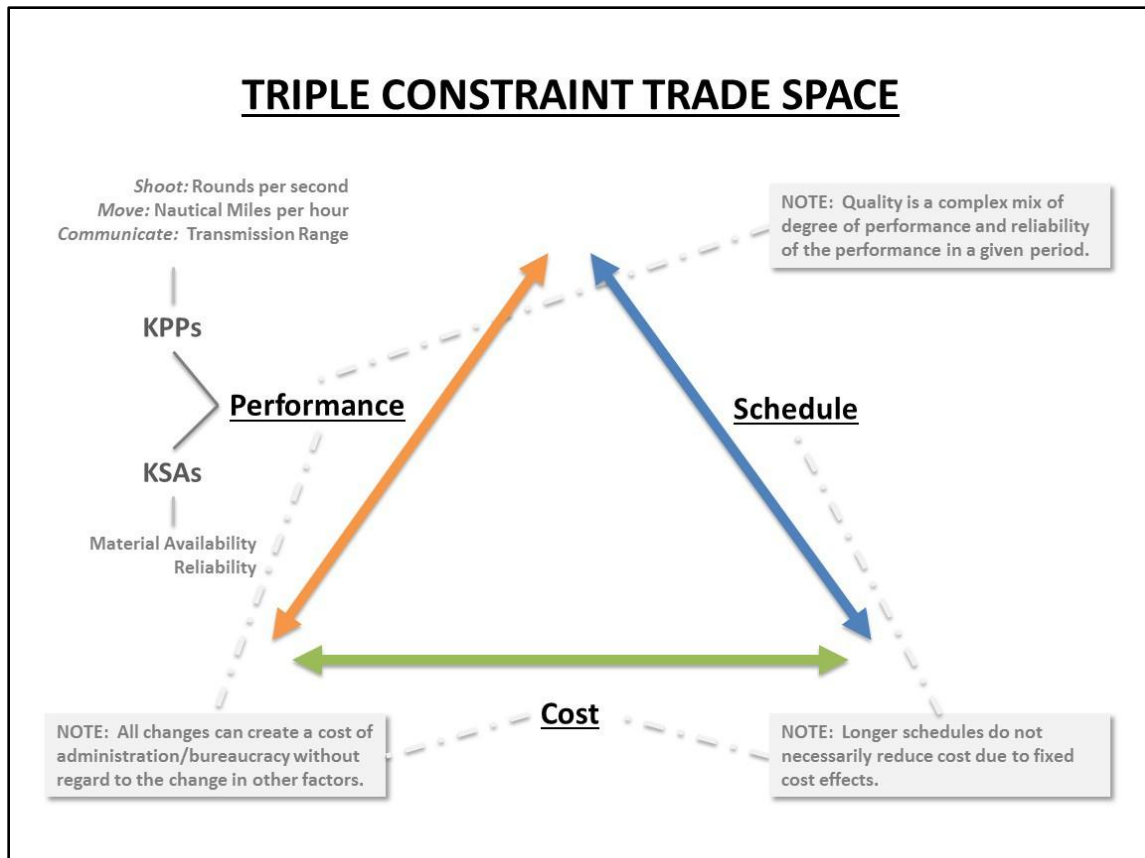 TRIPLE CONSTRAINT TRADE SPACE
Shoot: Rounds per second
Move: Nautical Miles per hour
Communicate: Transmission Range
NOTE: Quality is a complex mix of
degree of performance and reliability
of the performance in a given period.
KPPs
Performance
Schedule
KSAs
Material Availability
Reliability
Cost
NOTE: All changes can create a cost of
administration/bureaucracy without
regard to the change in other factors.
NOTE: Longer schedules do not
necessarily reduce cost due to fixed
cost effects.